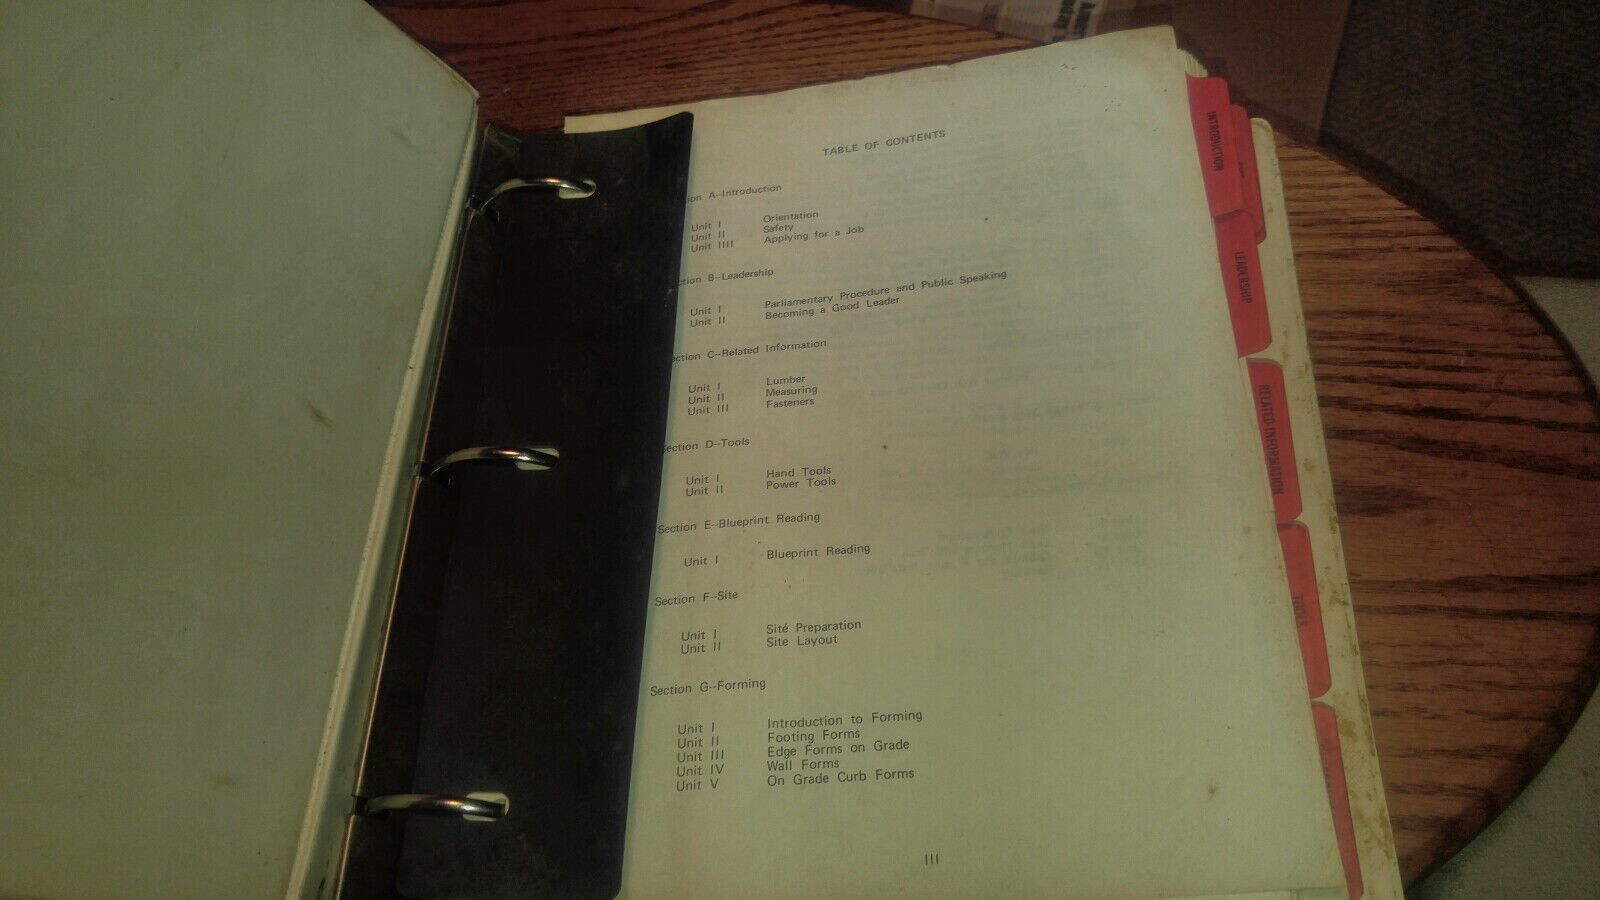 TABLE OF CONTENTS
ion A--Introduction
Unit I Orientation
Unit II Safety
Unit IIII Applying for a Job
ction B--Leadership
Unit I Parliamentary Procedure and Public Speaking
Unit II Becoming a Good Leader
ection C--Related Information
Unit I Lumber
Unit II Measuring
Unit III Fasteners
Section D--Tools
Unit I Hand Tools
Unit II Power Tools
Section E--Blueprint Reading
Unit I Blueprint Reading
Section F--Site
Unit I Sité Preparation
Unit II Site Layout
Section G--Forming
Unit I Introduction to Forming
Unit II Footing Forms
Unit III Edge Forms on Grade
Unit IV Wall Forms
Unit V On Grade Curb Forms
III
INTRODUCTION
LEADERSHIP
RELATED INFORMATION
TOOLS